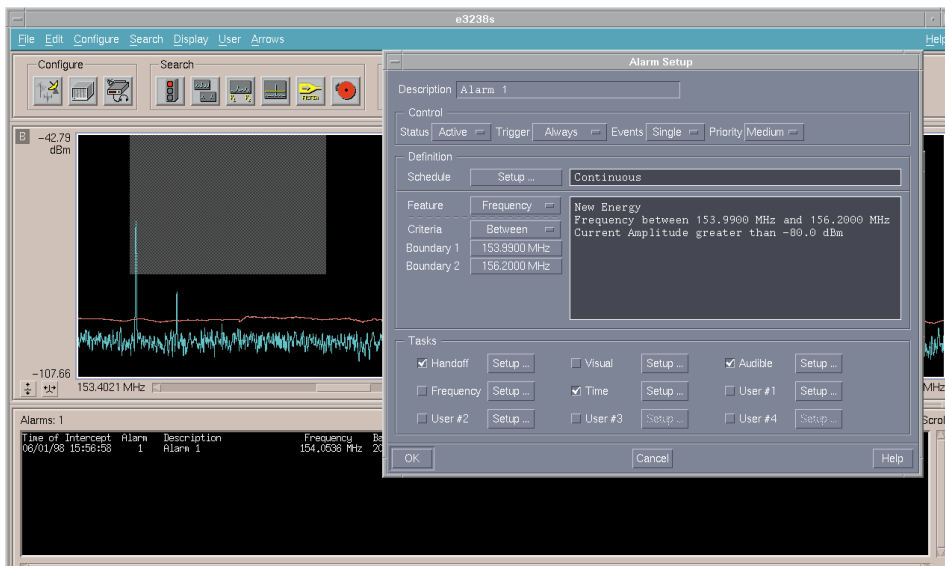 e3238s
File Edit Configure Search Display User Arrows Help
Configure
Search
B -42.79
dBm
-107.66
153.4021 MHz
MHz
Alarms: 1
Scrol
Time of Intercept Alarm Description Frequency Ba
06/01/98 15:56:58 1 Alarm 1 154.0536 MHz 20
Alarm Setup
Description Alarm 1
Control
Status Active Trigger Always Events Single Priority Medium
Definition
Schedule Setup ... Continuous
Feature Frequency
Criteria Between
Boundary 1 153.9900 MHz
Boundary 2 156.2000 MHz
New Energy
Frequency between 153.9900 MHz and 156.2000 MHz
Current Amplitude greater than -80.0 dBm
Tasks
Handoff Setup ... Visual Setup ... Audible Setup ...
Frequency Setup ... Time Setup ... User #1 Setup ...
User #2 Setup ... User #3 Setup ... User #4 Setup ...
OK Cancel Help